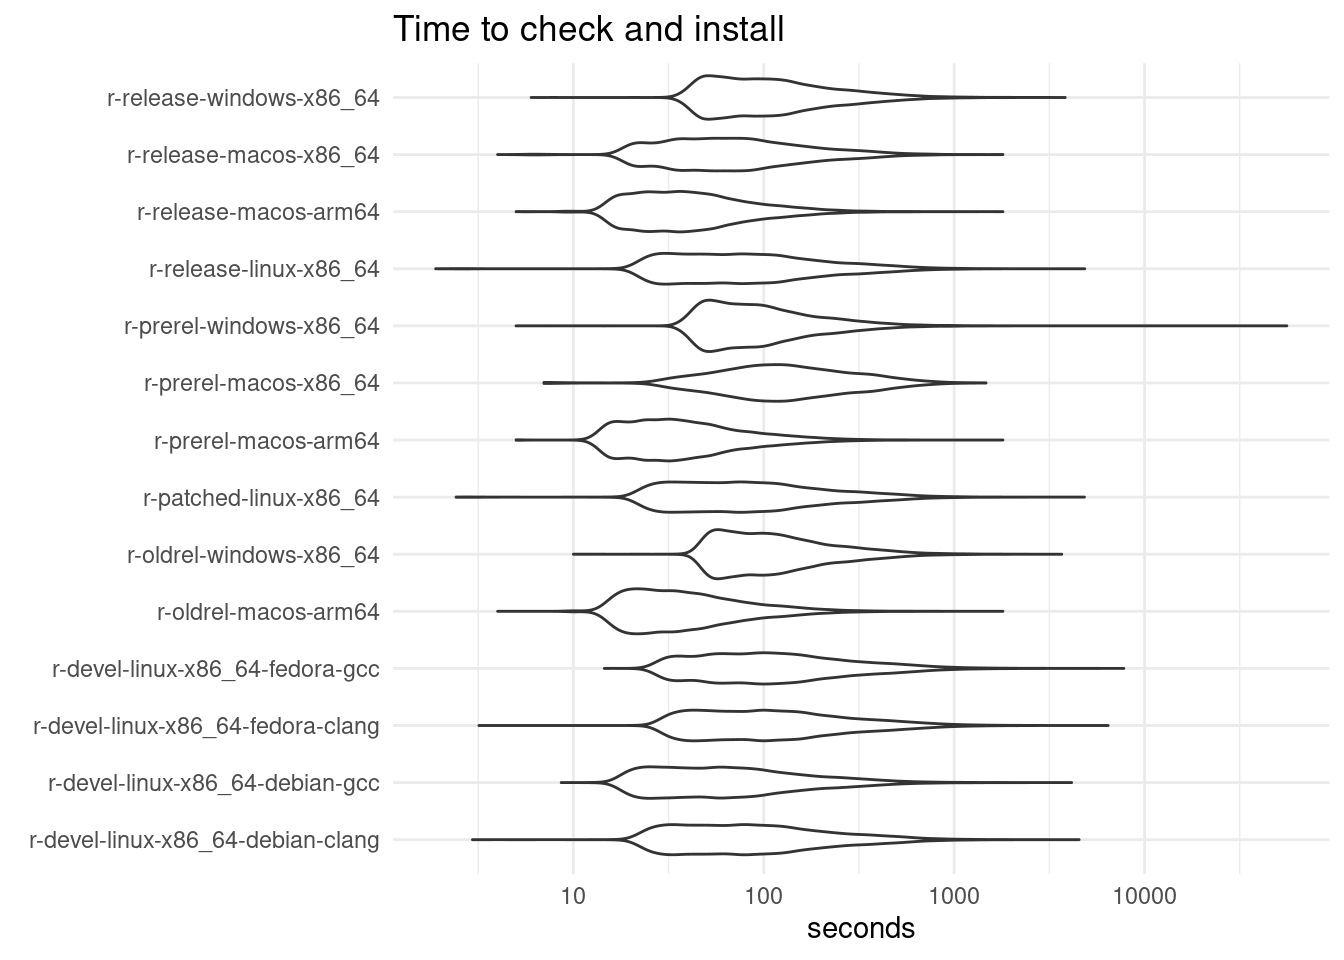 Time to check and install
r-release-windows-x86_64
r-release-macos-x86_64
r-release-macos-arm64
r-release-linux-x86_64
r-prerel-windows-x86_64
r-prerel-macos-x86_64
r-prerel-macos-arm64
r-patched-linux-x86_64
r-oldrel-windows-x86_64
r-oldrel-macos-arm64
r-devel-linux-x86_64-fedora-gcc
r-devel-linux-x86_64-fedora-clang
r-devel-linux-x86_64-debian-gcc
r-devel-linux-x86_64-debian-clang
10 100 1000 10000
seconds